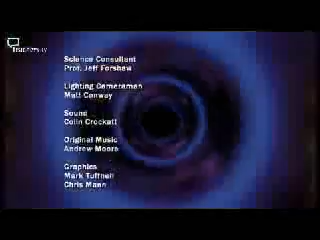 Science Consultant
Prof. Jeff Forshaw
Lighting Cameraman
Matt Conway
Sound
Colin Crockatt
Original Music
Andrew Moore
Graphics
Mark Tuffnell
Chris Mann